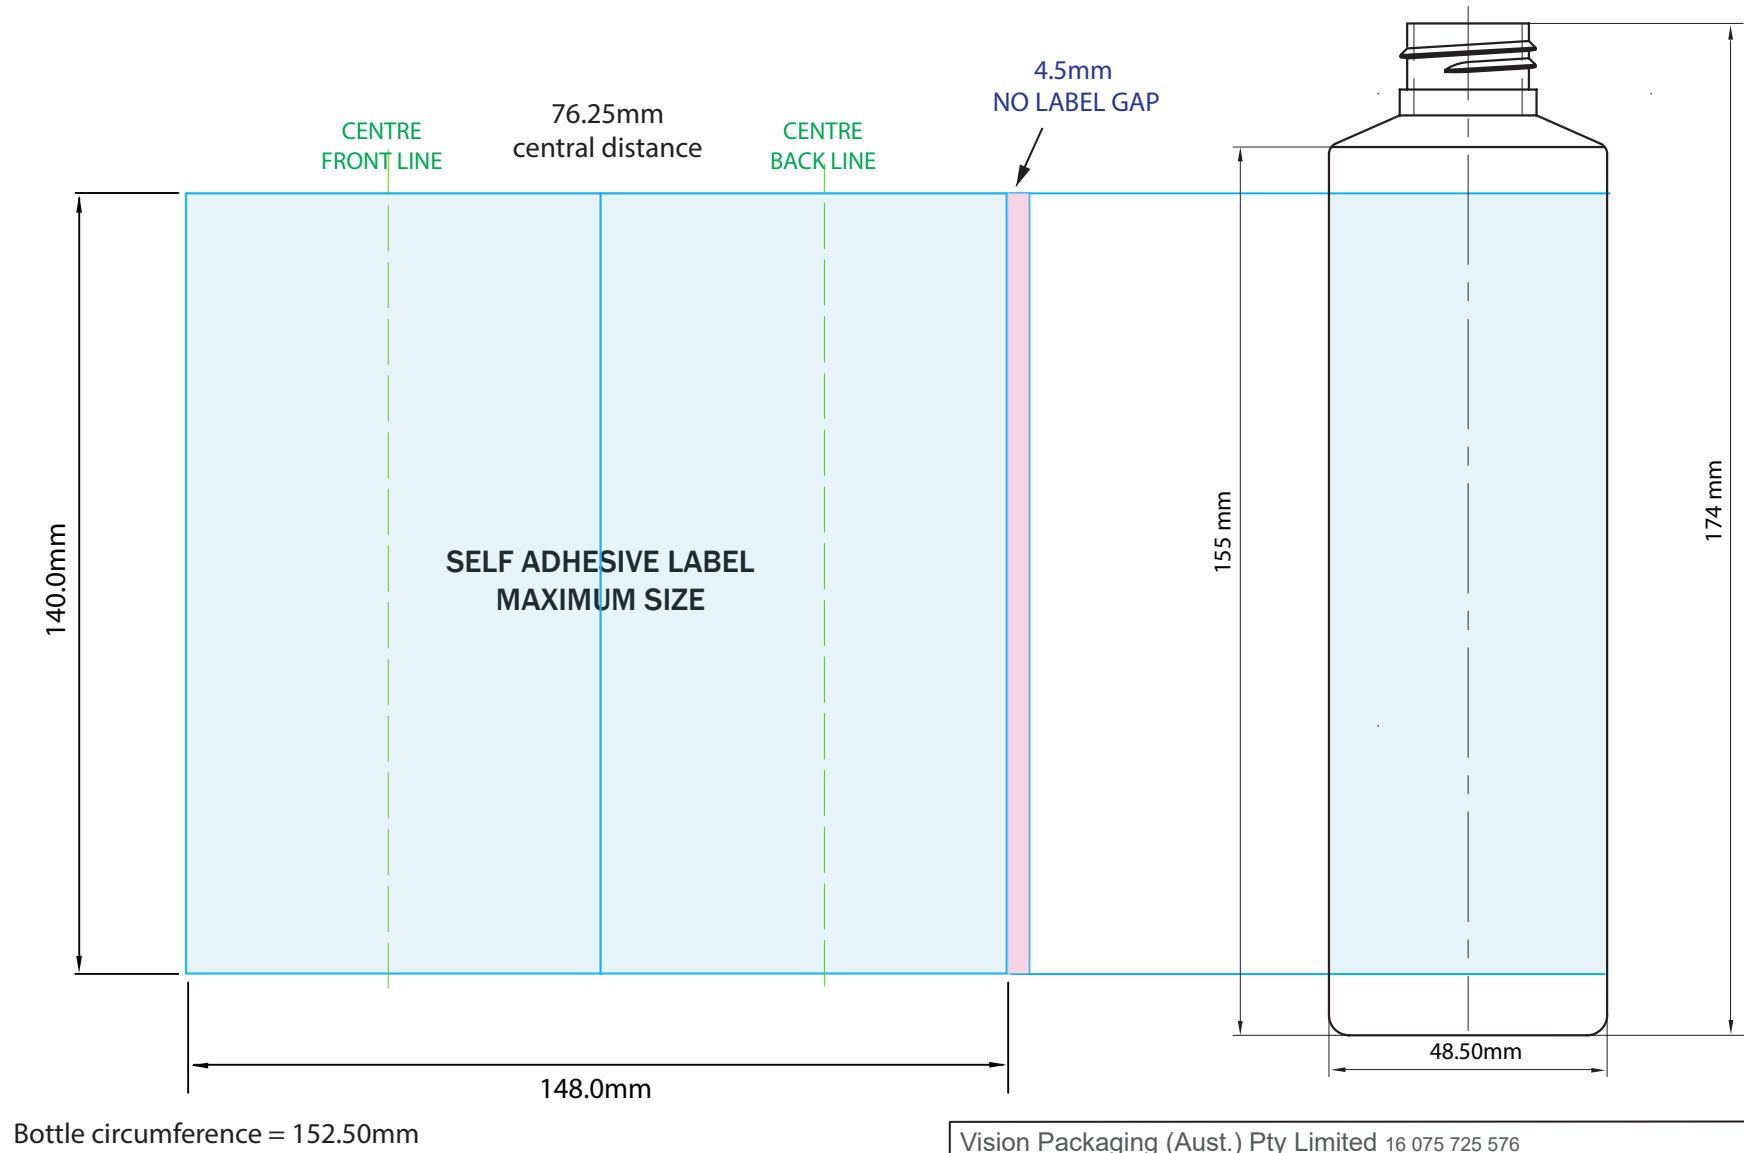 4.5mm
NO LABEL GAP
76.25mm
central distance
CENTRE
FRONT LINE
CENTRE
BACK LINE
140.0mm
SELF ADHESIVE LABEL
MAXIMUM SIZE
155 mm
174 mm
48.50mm
148.0mm
Bottle circumference = 152.50mm
Vision Packaging (Aust.) Pty Limited 16 075 725 576